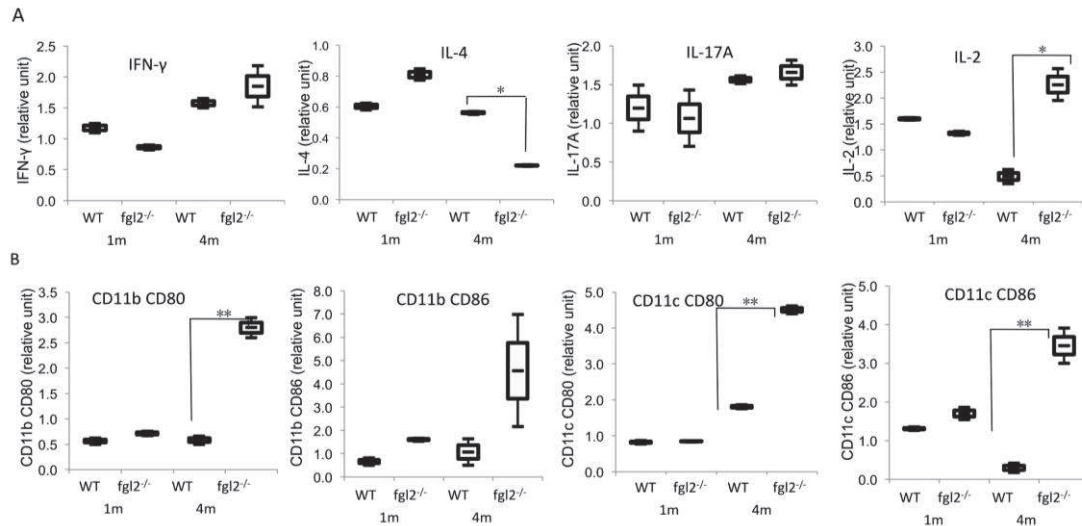 A
IFN-γ
IFN-γ (relative unit)
2.5
2.0
1.5
1.0
0.5
0.0
WT fgl2⁻/⁻ WT fgl2⁻/⁻
1m 4m
IL-4
*
IL-4 (relative unit)
1.0
0.8
0.6
0.4
0.2
0.0
WT fgl2⁻/⁻ WT fgl2⁻/⁻
1m 4m
IL-17A
IL-17A (relative unit)
2.0
1.5
1.0
0.5
0.0
WT fgl2⁻/⁻ WT fgl2⁻/⁻
1m 4m
IL-2
*
IL-2 (relative unit)
3.0
2.5
2.0
1.5
1.0
0.5
0.0
WT fgl2⁻/⁻ WT fgl2⁻/⁻
1m 4m
B
CD11b CD80
**
CD11b CD80 (relative unit)
3.5
3.0
2.5
2.0
1.5
1.0
0.5
0.0
WT fgl2⁻/⁻ WT fgl2⁻/⁻
1m 4m
CD11b CD86
CD11b CD86 (relative unit)
8.0
7.0
6.0
5.0
4.0
3.0
2.0
1.0
0.0
WT fgl2⁻/⁻ WT fgl2⁻/⁻
1m 4m
CD11c CD80
**
CD11c CD80 (relative unit)
5.0
4.0
3.0
2.0
1.0
0.0
WT fgl2⁻/⁻ WT fgl2⁻/⁻
1m 4m
CD11c CD86
**
CD11c CD86 (relative unit)
5.0
4.0
3.0
2.0
1.0
0.0
WT fgl2⁻/⁻ WT fgl2⁻/⁻
1m 4m